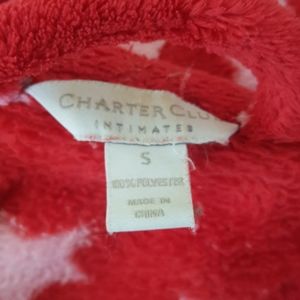 CHARTER CLU
INTIMATES
S
100% POLYESTER
MADE IN
CHINA